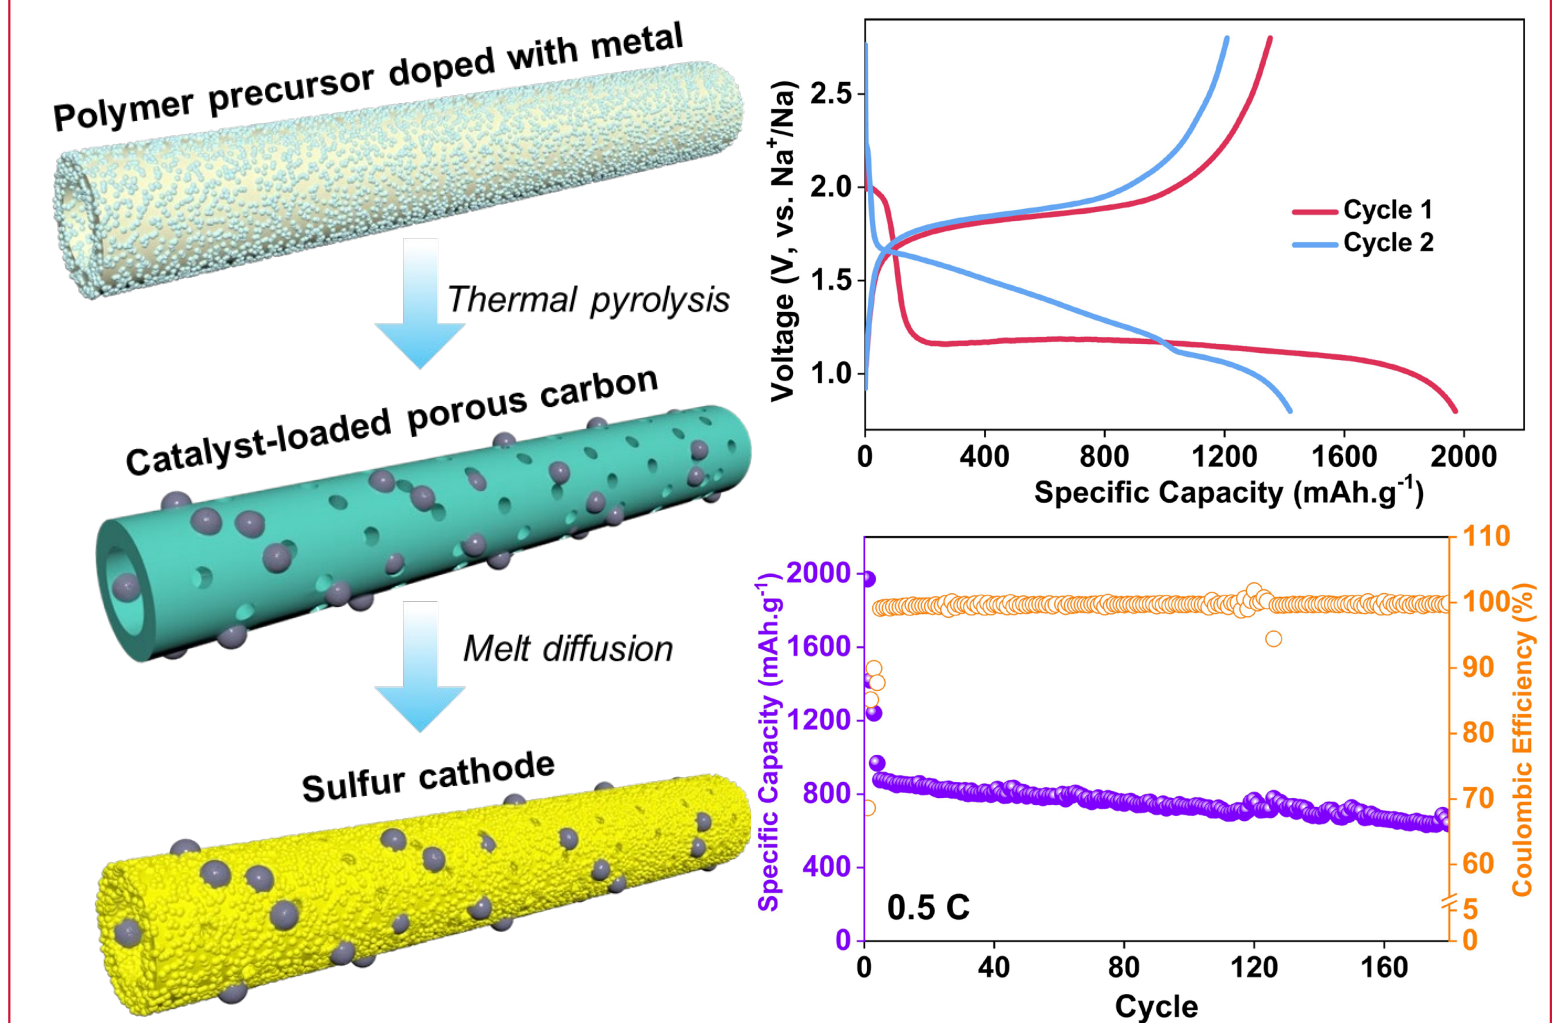 Polymer precursor doped with metal
Thermal pyrolysis
Catalyst-loaded porous carbon
Melt diffusion
Sulfur cathode
Voltage (V, vs. Na⁺/Na)
2.5
2.0
1.5
1.0
Cycle 1
Cycle 2
0 400 800 1200 1600 2000
Specific Capacity (mAh.g⁻¹)
Specific Capacity (mAh.g⁻¹)
2000
1600
1200
800
400
0
0.5 C
110
100
90
80
70
60
5
0
Coulombic Efficiency (%)
0 40 80 120 160
Cycle